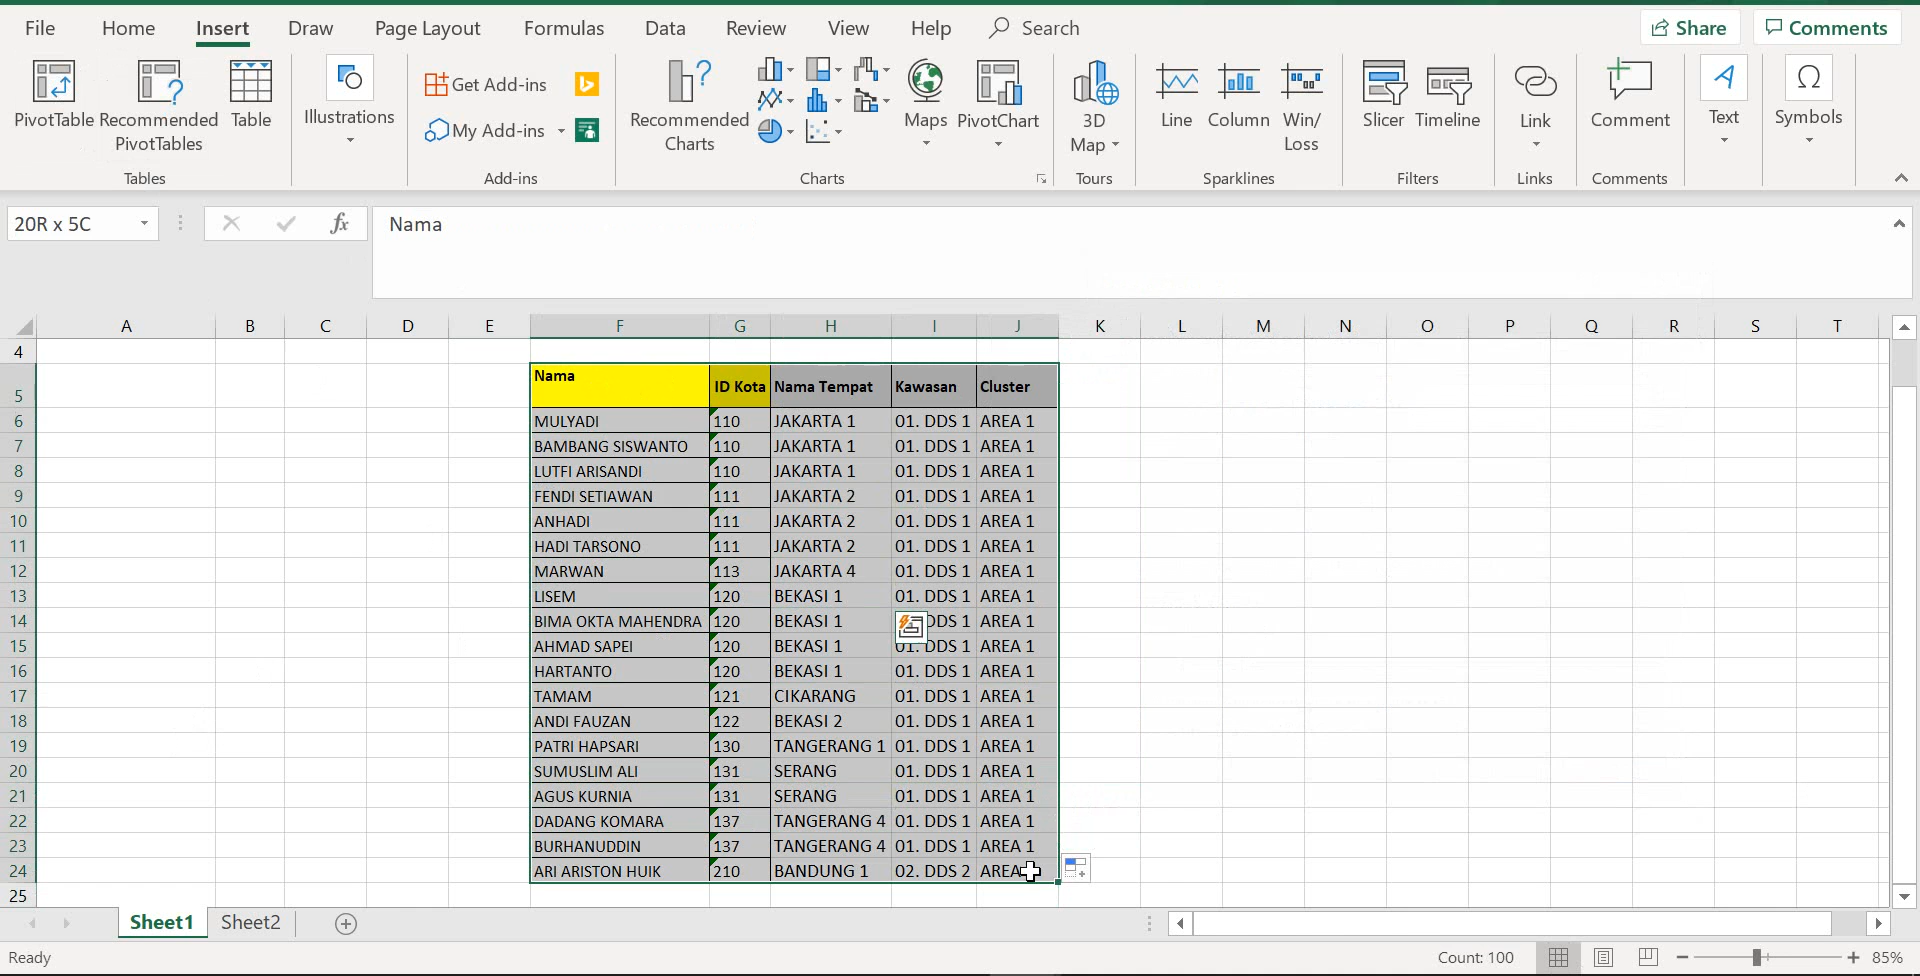 File Home Insert Draw Page Layout Formulas Data Review View Help Search Share Comments
PivotTable Recommended PivotTables Table
Tables
Illustrations
Get Add-ins
My Add-ins
Add-ins
Recommended Charts
Maps PivotChart
Charts
3D Map
Tours
Line Column Win/ Loss
Sparklines
Slicer Timeline
Filters
Link
Links
Comment
Comments
Text
Symbols
20R x 5C fx Nama
A B C D E F G H I J K L M N O P Q R S T
4
5 Nama ID Kota Nama Tempat Kawasan Cluster
6 MULYADI 110 JAKARTA 1 01. DDS 1 AREA 1
7 BAMBANG SISWANTO 110 JAKARTA 1 01. DDS 1 AREA 1
8 LUTFI ARISANDI 110 JAKARTA 1 01. DDS 1 AREA 1
9 FENDI SETIAWAN 111 JAKARTA 2 01. DDS 1 AREA 1
10 ANHADI 111 JAKARTA 2 01. DDS 1 AREA 1
11 HADI TARSONO 111 JAKARTA 2 01. DDS 1 AREA 1
12 MARWAN 113 JAKARTA 4 01. DDS 1 AREA 1
13 LISEM 120 BEKASI 1 01. DDS 1 AREA 1
14 BIMA OKTA MAHENDRA 120 BEKASI 1 DDS 1 AREA 1
15 AHMAD SAPEI 120 BEKASI 1 01. DDS 1 AREA 1
16 HARTANTO 120 BEKASI 1 01. DDS 1 AREA 1
17 TAMAM 121 CIKARANG 01. DDS 1 AREA 1
18 ANDI FAUZAN 122 BEKASI 2 01. DDS 1 AREA 1
19 PATRI HAPSARI 130 TANGERANG 1 01. DDS 1 AREA 1
20 SUMUSLIM ALI 131 SERANG 01. DDS 1 AREA 1
21 AGUS KURNIA 131 SERANG 01. DDS 1 AREA 1
22 DADANG KOMARA 137 TANGERANG 4 01. DDS 1 AREA 1
23 BURHANUDDIN 137 TANGERANG 4 01. DDS 1 AREA 1
24 ARI ARISTON HUIK 210 BANDUNG 1 02. DDS 2 AREA
25
Sheet1 Sheet2
Ready Count: 100 85%